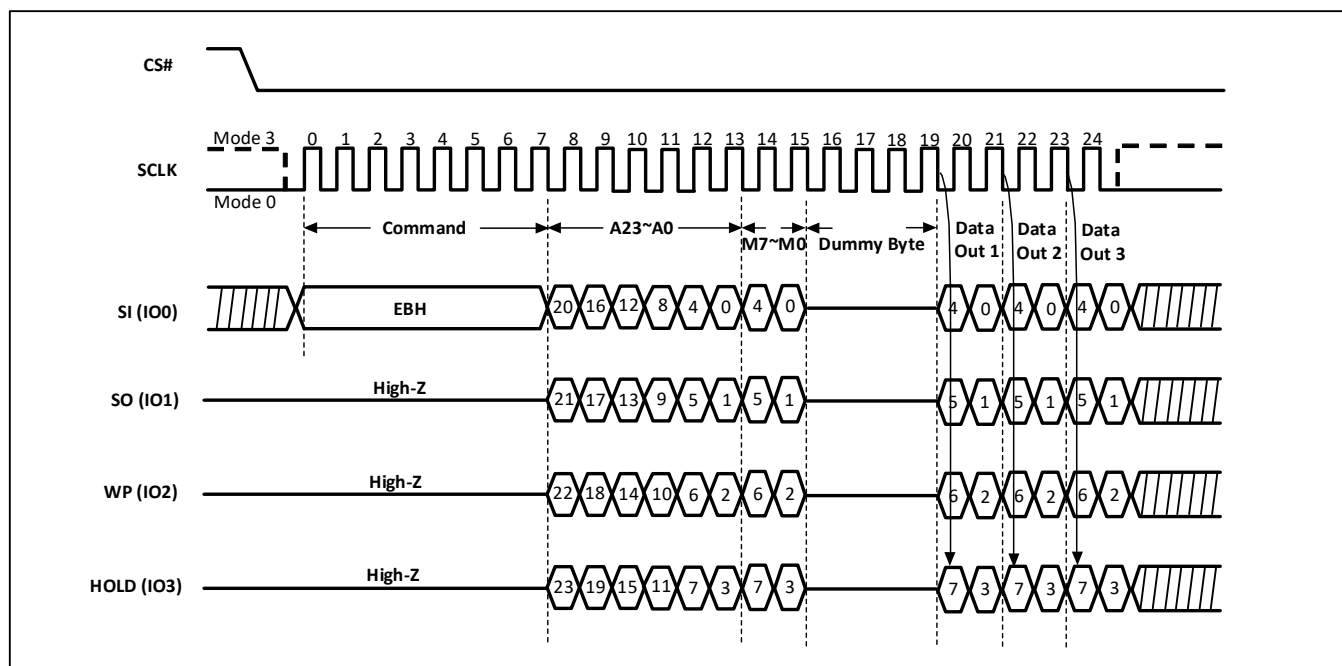 CS#
Mode 3
0 1 2 3 4 5 6 7 8 9 10 11 12 13 14 15 16 17 18 19 20 21 22 23 24
SCLK
Mode 0
Command
A23~A0
M7~M0
Dummy Byte
Data Out 1
Data Out 2
Data Out 3
SI (IO0)
EBH
20 16 12 8 4 0 4 0 4 0 4 0 4 0
SO (IO1)
High-Z
21 17 13 9 5 1 5 1 5 1 5 1 5 1
WP (IO2)
High-Z
22 18 14 10 6 2 6 2 6 2 6 2 6 2
HOLD (IO3)
High-Z
23 19 15 11 7 3 7 3 7 3 7 3 7 3